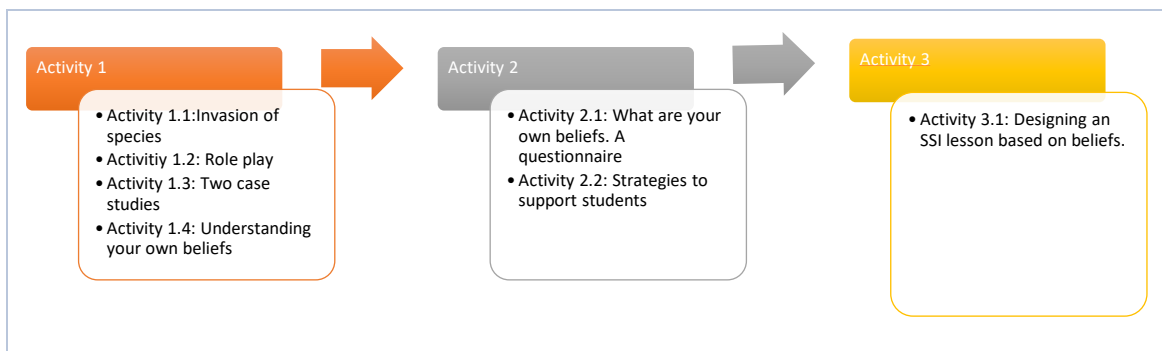 Activity 1
• Activity 1.1:Invasion of
species
• Activitiy 1.2: Role play
• Activity 1.3: Two case
studies
• Activity 1.4: Understanding
your own beliefs
Activity 2
• Activity 2.1: What are your
own beliefs. A
questionnaire
• Activity 2.2: Strategies to
support students
Activity 3
• Activity 3.1: Designing an
SSI lesson based on beliefs.